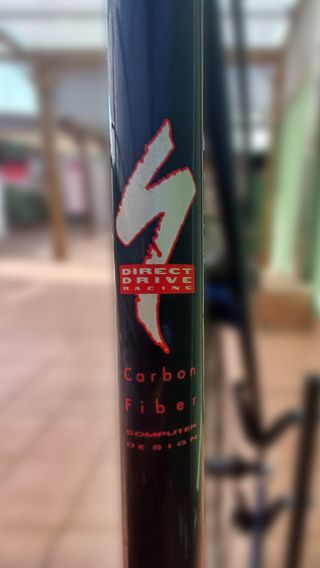 DIRECT
DRIVE
RACING
Carbon
Fiber
COMPUTER
DESIGN